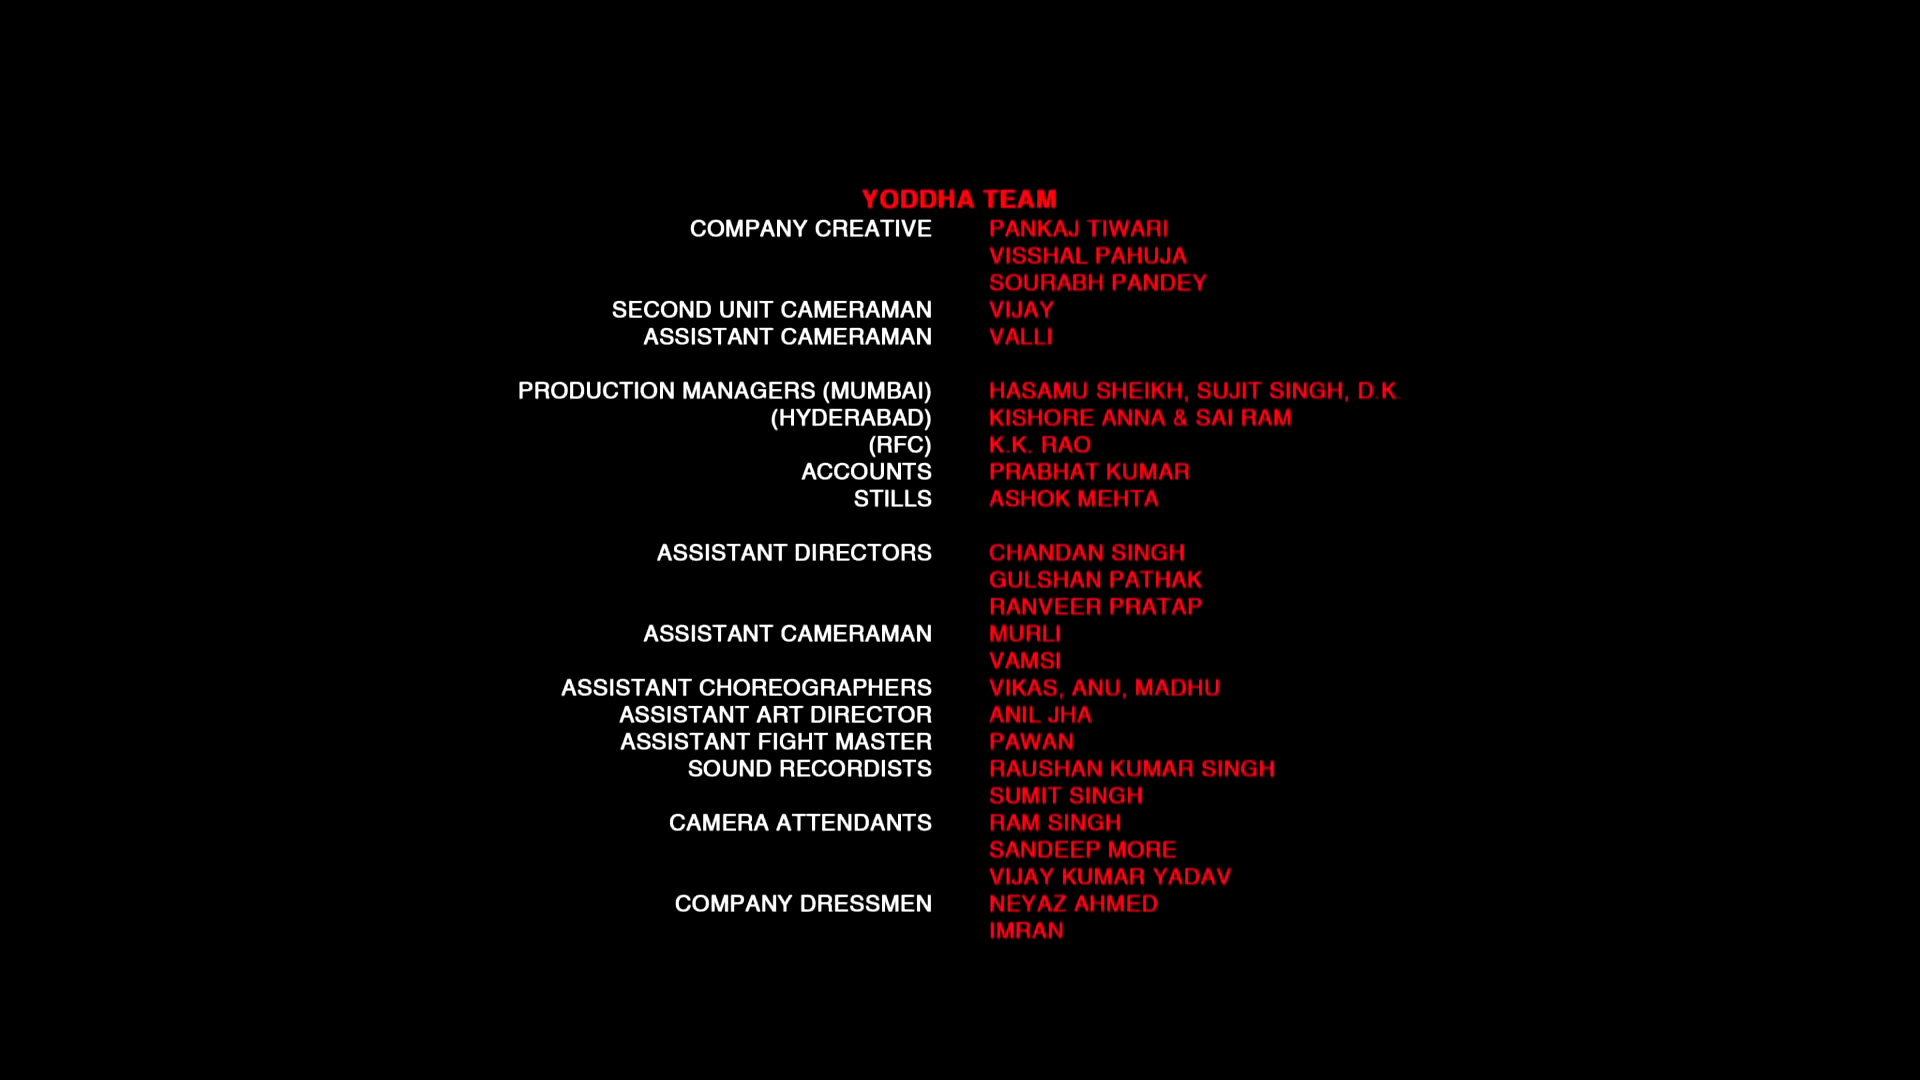 YODDHA TEAM
COMPANY CREATIVE PANKAJ TIWARI
VISSHAL PAHUJA
SOURABH PANDEY
SECOND UNIT CAMERAMAN VIJAY
ASSISTANT CAMERAMAN VALLI
PRODUCTION MANAGERS (MUMBAI) HASAMU SHEIKH, SUJIT SINGH, D.K.
(HYDERABAD) KISHORE ANNA & SAI RAM
(RFC) K.K. RAO
ACCOUNTS PRABHAT KUMAR
STILLS ASHOK MEHTA
ASSISTANT DIRECTORS CHANDAN SINGH
GULSHAN PATHAK
RANVEER PRATAP
ASSISTANT CAMERAMAN MURLI
VAMSI
ASSISTANT CHOREOGRAPHERS VIKAS, ANU, MADHU
ASSISTANT ART DIRECTOR ANIL JHA
ASSISTANT FIGHT MASTER PAWAN
SOUND RECORDISTS RAUSHAN KUMAR SINGH
SUMIT SINGH
CAMERA ATTENDANTS RAM SINGH
SANDEEP MORE
VIJAY KUMAR YADAV
COMPANY DRESSMEN NEYAZ AHMED
IMRAN